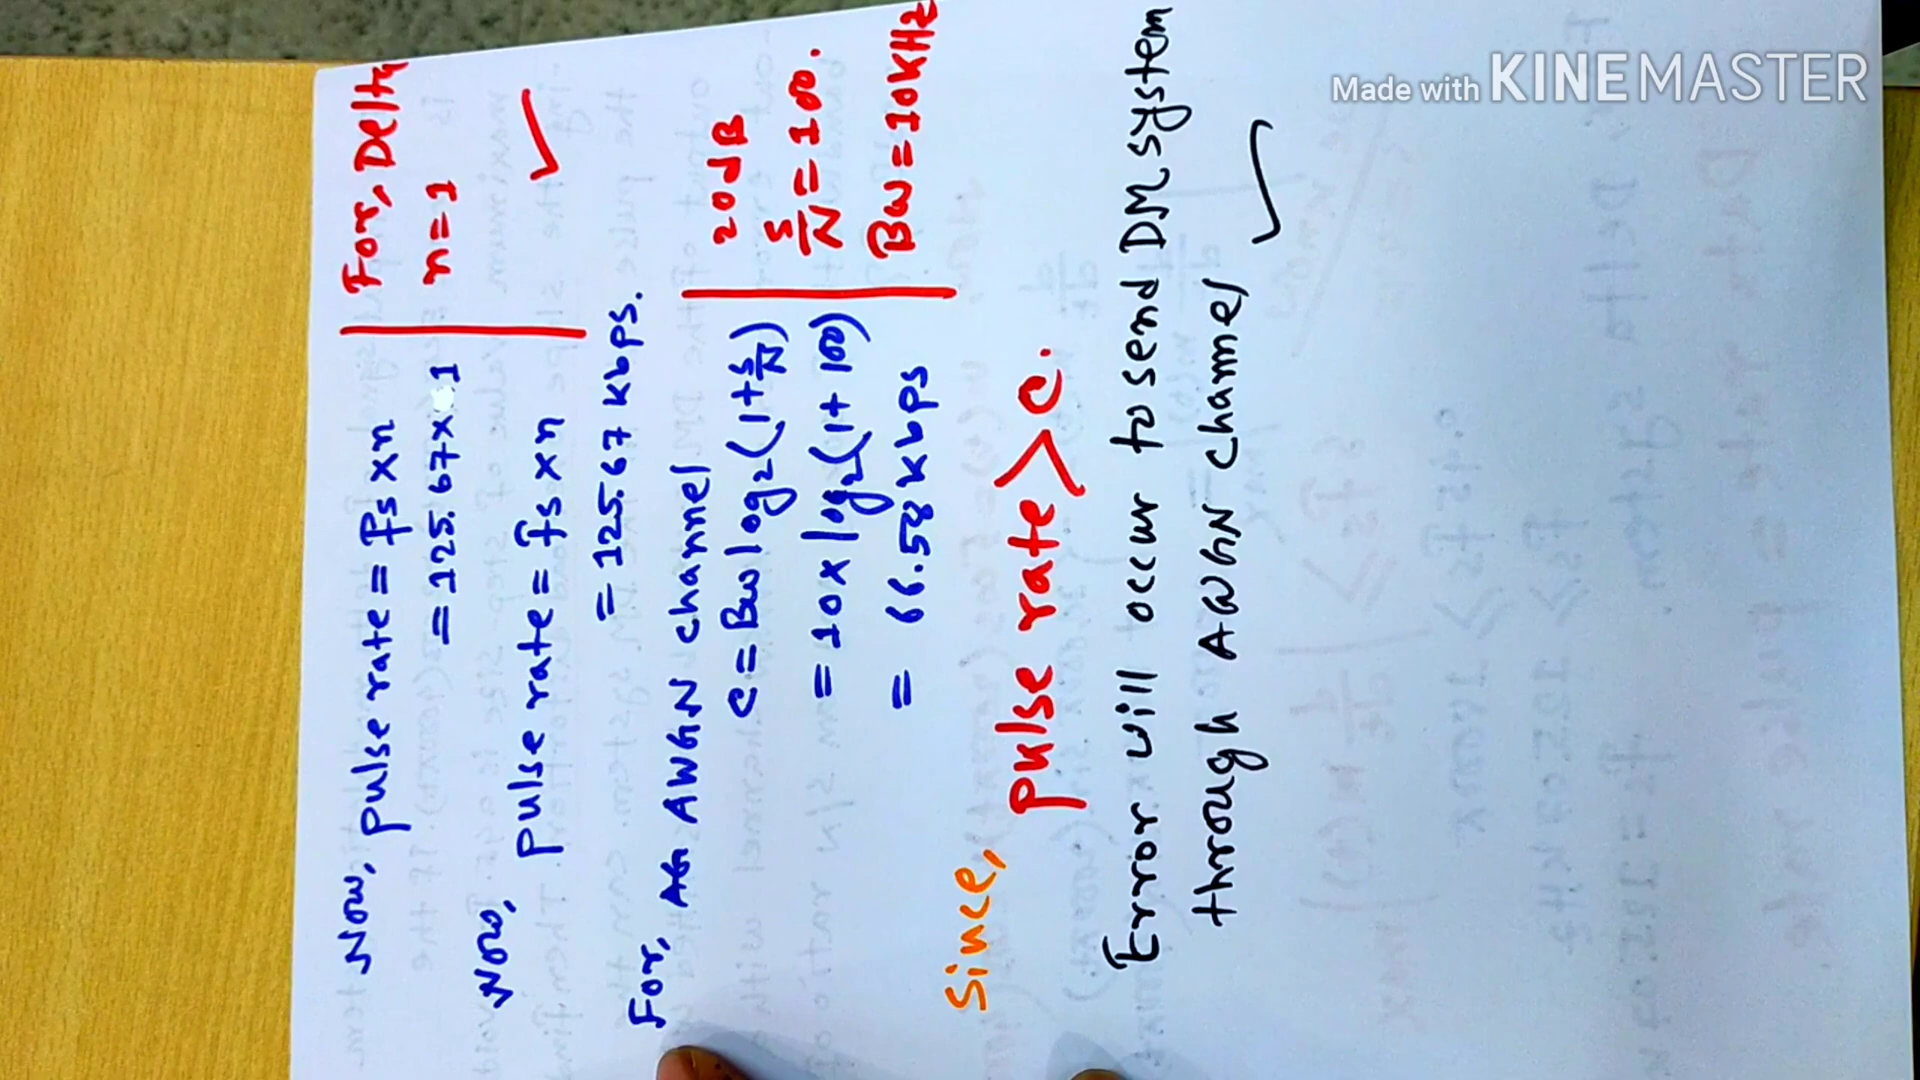 Now, pulse rate = fs × n
= 125.67 × 1
For, Delta
n = 1
Now, pulse rate = fs × n
= 125.67 kbps.
For, AWGN channel
C = BW log₂(1 + S/N)
= 10 × log₂(1 + 100)
= 66.58 kbps
20 dB
S/N = 100.
BW = 10KHz
Since, pulse rate > C.
Error will occur to send DM system
through AWGN channel
Made with KINEMASTER